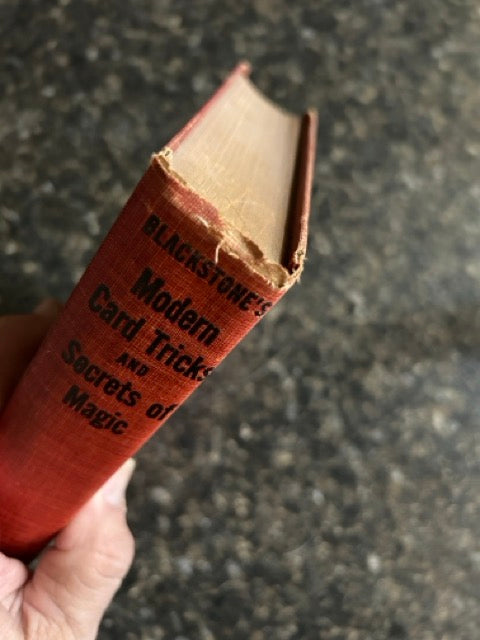 BLACKSTONE'S
Modern
Card Tricks
AND
Secrets of
Magic